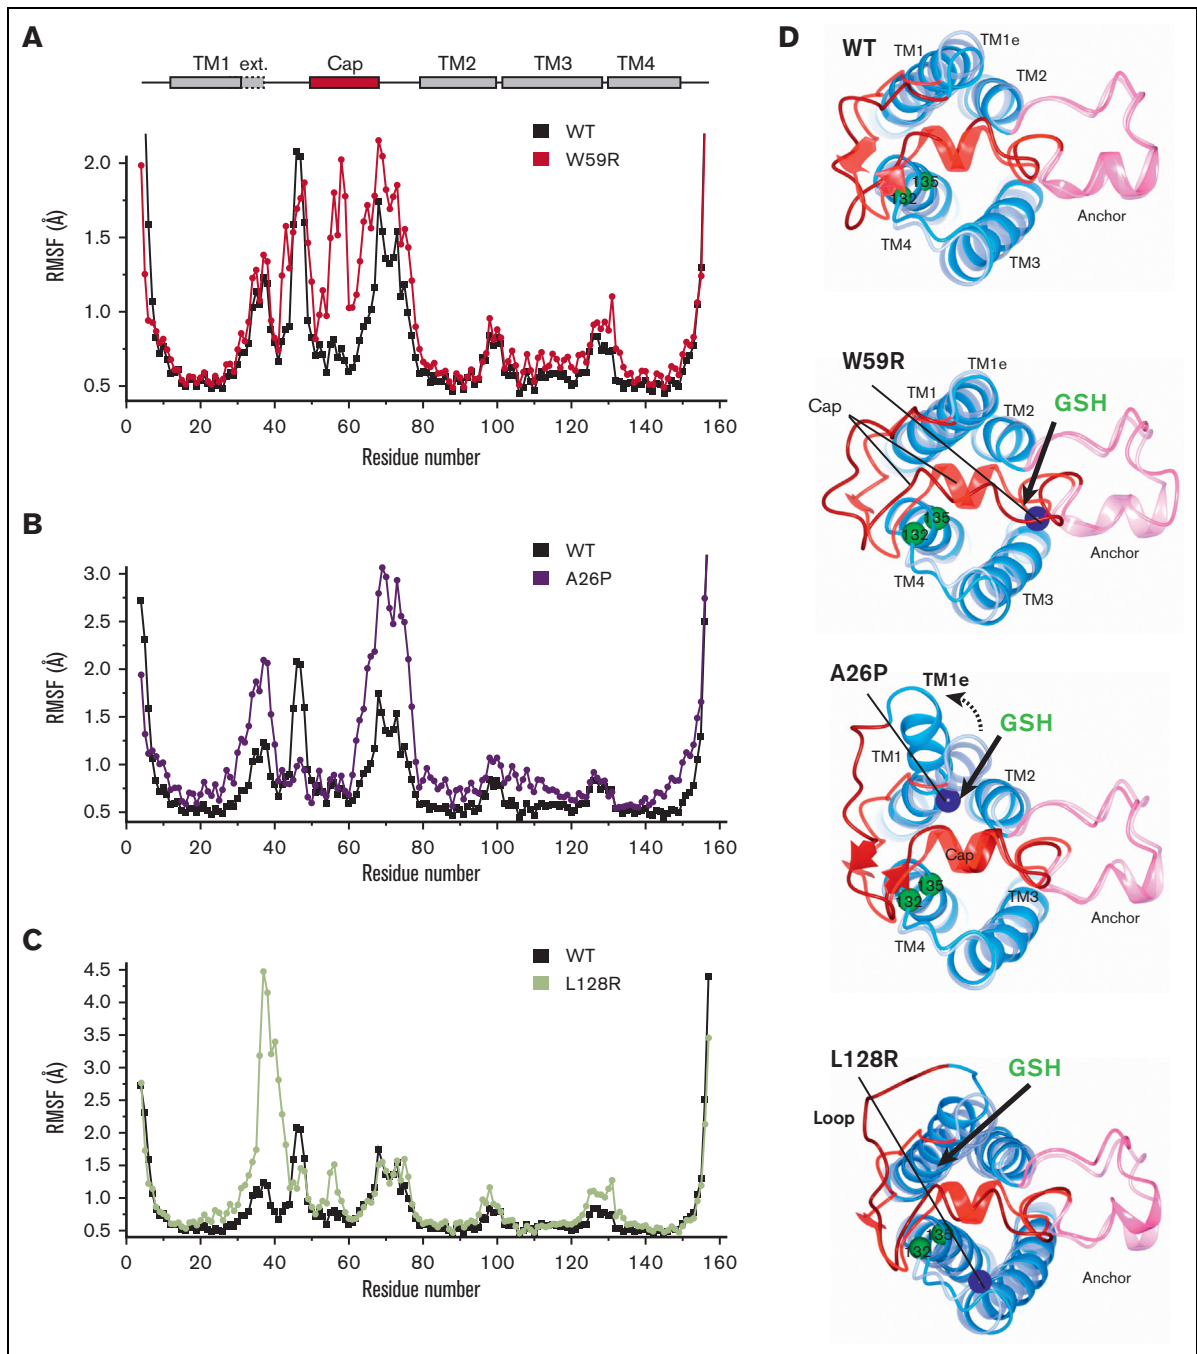 A
TM1 ext. Cap TM2 TM3 TM4
WT
W59R
RMSF (Å)
2.0
1.5
1.0
0.5
0 20 40 60 80 100 120 140 160
Residue number
B
WT
A26P
RMSF (Å)
3.0
2.5
2.0
1.5
1.0
0.5
0 20 40 60 80 100 120 140 160
Residue number
C
WT
L128R
RMSF (Å)
4.5
4.0
3.5
3.0
2.5
2.0
1.5
1.0
0.5
0 20 40 60 80 100 120 140 160
Residue number
D
WT
TM1
TM1e
TM2
135
132
Anchor
TM4
TM3
W59R
TM1e
TM1
Cap
TM2
GSH
135
132
Anchor
TM4
TM3
A26P
TM1e
GSH
TM1
TM2
Cap
135
132
TM3
Anchor
TM4
L128R
GSH
Loop
135
132
Anchor